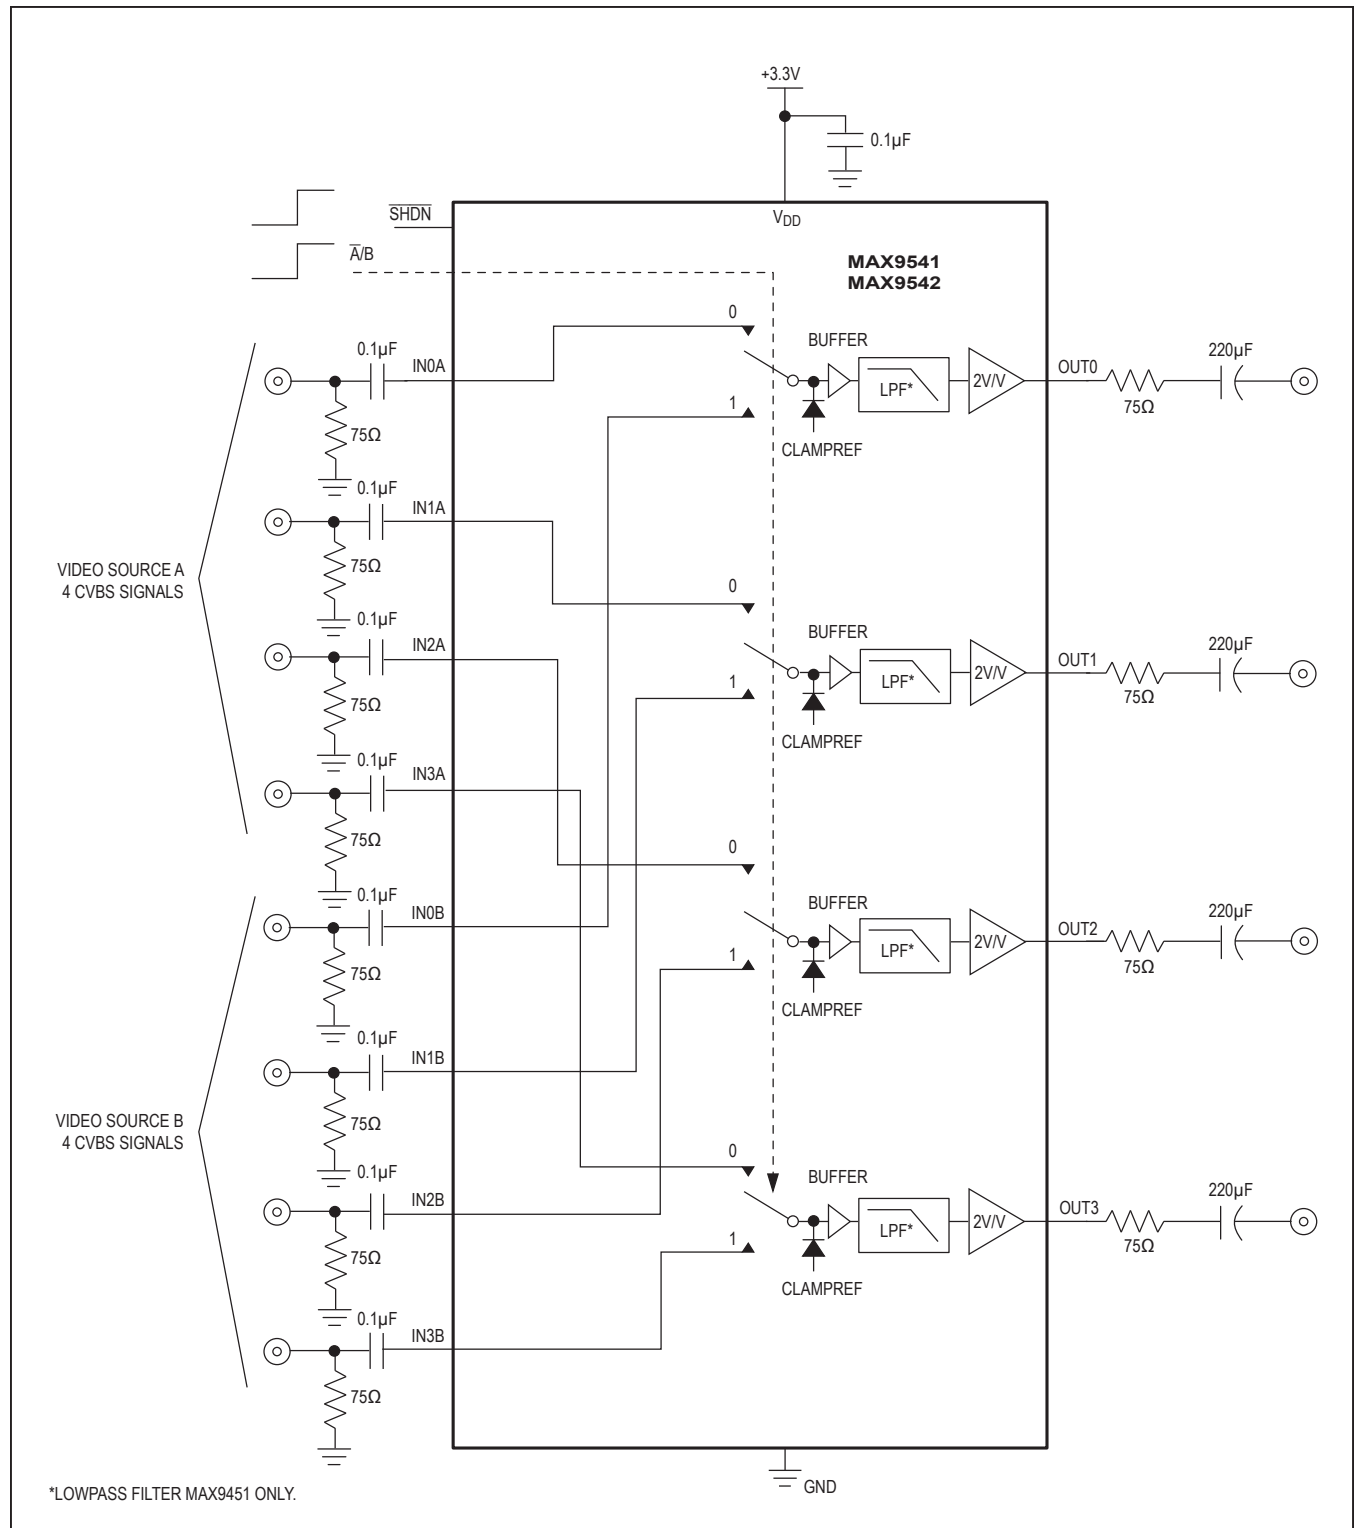 +3.3V
0.1µF
SHDN
VDD
A/B
MAX9541
MAX9542
0
BUFFER
0.1µF
IN0A
LPF*
2V/V
OUT0
220µF
75Ω
1
75Ω
CLAMPREF
0.1µF
IN1A
75Ω
VIDEO SOURCE A
4 CVBS SIGNALS
0
BUFFER
0.1µF
IN2A
LPF*
2V/V
OUT1
220µF
75Ω
1
75Ω
CLAMPREF
0.1µF
IN3A
75Ω
0
BUFFER
0.1µF
IN0B
LPF*
2V/V
OUT2
220µF
75Ω
1
75Ω
CLAMPREF
0.1µF
IN1B
75Ω
VIDEO SOURCE B
4 CVBS SIGNALS
0
BUFFER
0.1µF
IN2B
LPF*
2V/V
OUT3
220µF
75Ω
1
75Ω
CLAMPREF
0.1µF
IN3B
75Ω
GND
*LOWPASS FILTER MAX9451 ONLY.